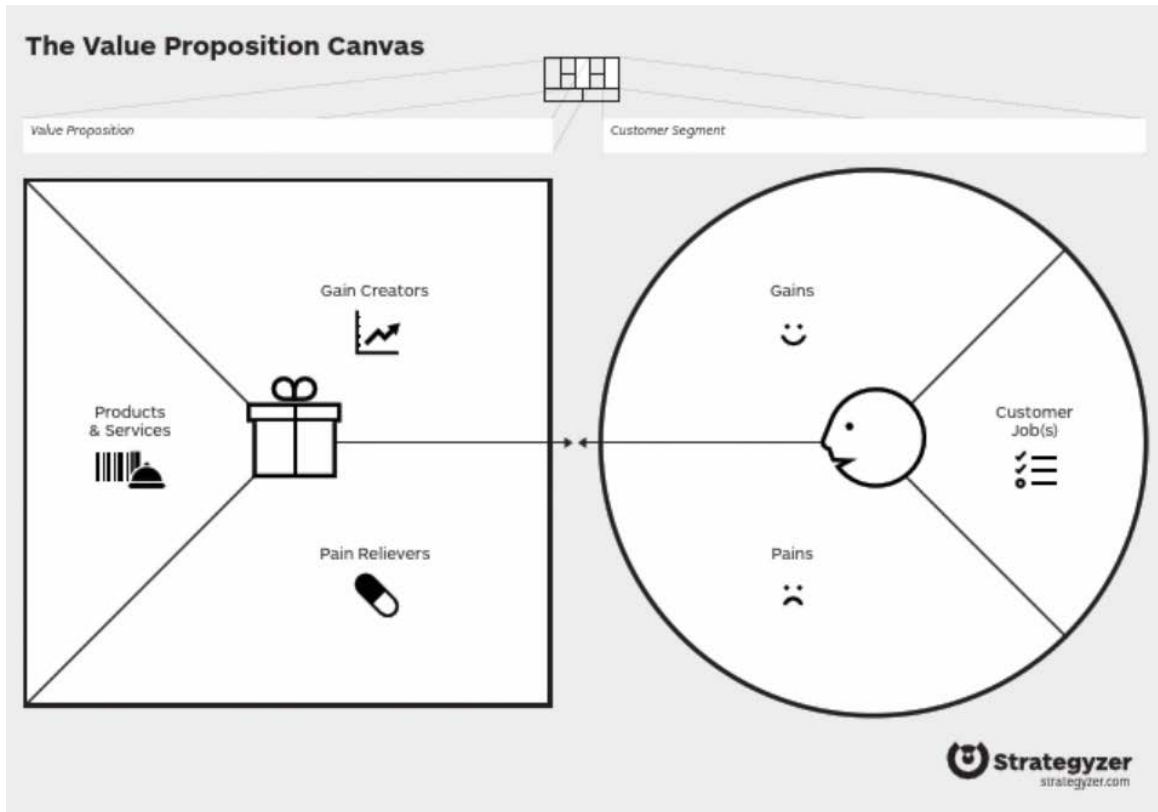 The Value Proposition Canvas
Value Proposition
Customer Segment
Gain Creators
Products
& Services
Pain Relievers
Gains
Customer
Job(s)
Pains
Strategyzer
strategyzer.com